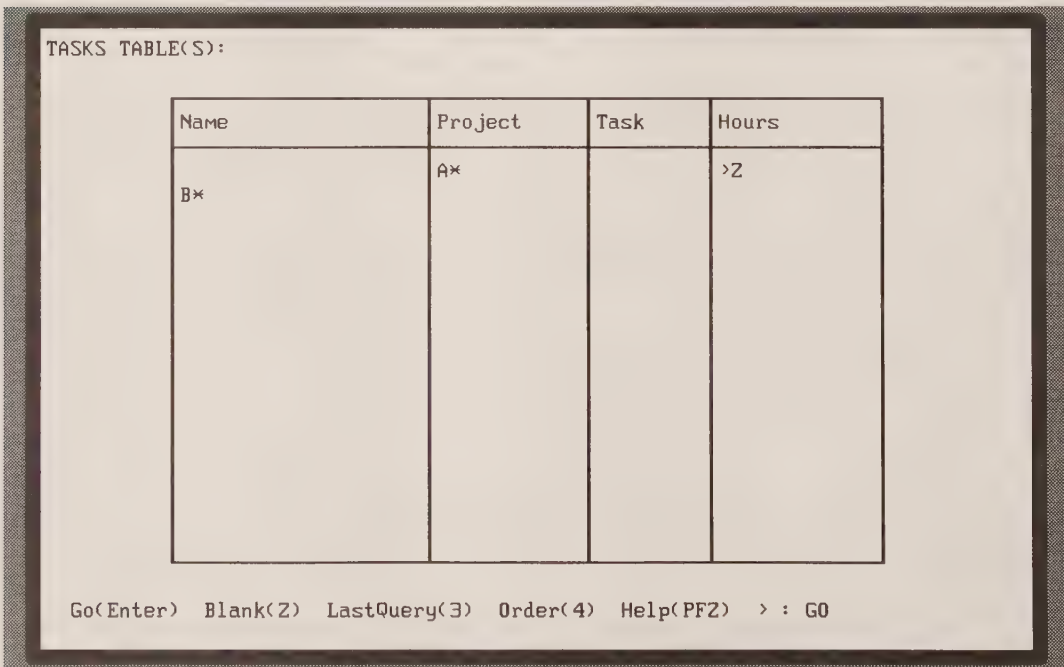 TASKS TABLE(S):
Name Project Task Hours
A* >2
B*
Go(Enter) Blank(2) LastQuery(3) Order(4) Help(PF2) > : GO